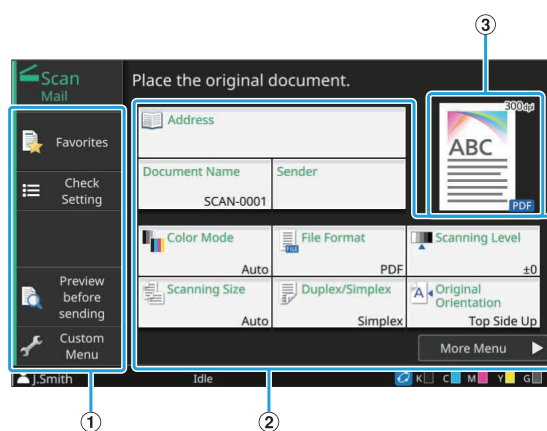 ③
Scan
Mail
Place the original document.
300dpi
ABC
PDF
Favorites
Check
Setting
Preview
before
sending
Custom
Menu
Address
Document Name
SCAN-0001
Sender
Color Mode
Auto
File Format
FILE
PDF
Scanning Level
±0
Scanning Size
Auto
Duplex/Simplex
Simplex
A
Original
Orientation
Top Side Up
More Menu
J.Smith
Idle
K C M Y G
①
②